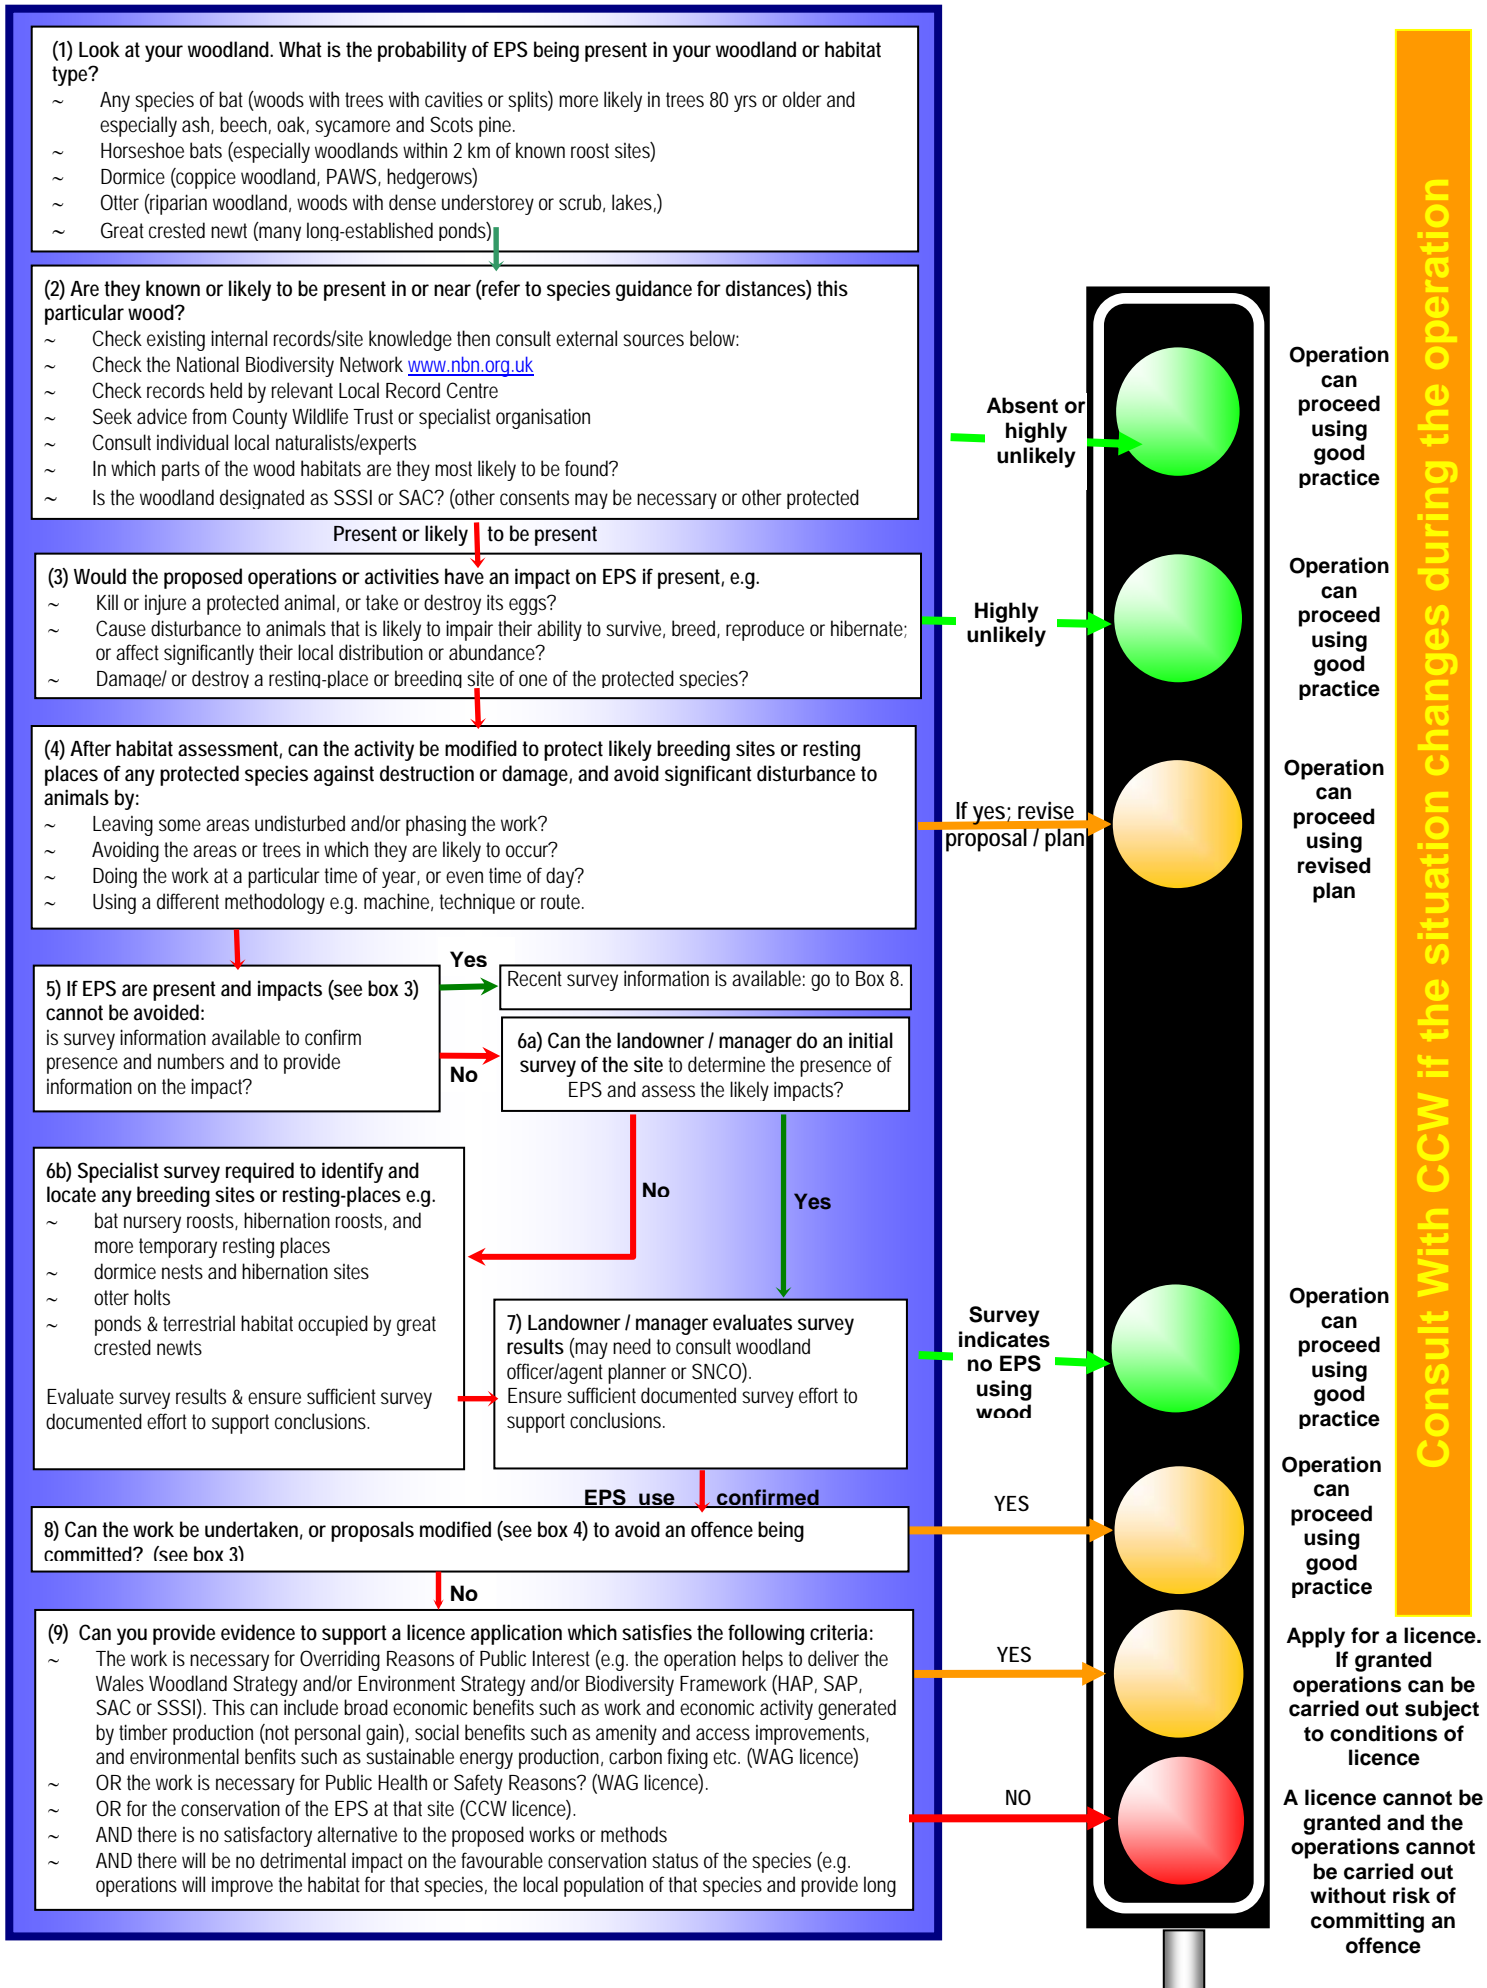 (1) Look at your woodland. What is the probability of EPS being present in your woodland or habitat
type?
~ Any species of bat (woods with trees with cavities or splits) more likely in trees 80 yrs or older and
especially ash, beech, oak, sycamore and Scots pine.
~ Horseshoe bats (especially woodlands within 2 km of known roost sites)
~ Dormice (coppice woodland, PAWS, hedgerows)
~ Otter (riparian woodland, woods with dense understorey or scrub, lakes,)
~ Great crested newt (many long-established ponds)
(2) Are they known or likely to be present in or near (refer to species guidance for distances) this
particular wood?
~ Check existing internal records/site knowledge then consult external sources below:
~ Check the National Biodiversity Network www.nbn.org.uk
~ Check records held by relevant Local Record Centre
~ Seek advice from County Wildlife Trust or specialist organisation
~ Consult individual local naturalists/experts
~ In which parts of the wood habitats are they most likely to be found?
~ Is the woodland designated as SSSI or SAC? (other consents may be necessary or other protected
Absent or
highly
unlikely
Operation
can
proceed
using
good
practice
Present or likely to be present
(3) Would the proposed operations or activities have an impact on EPS if present, e.g.
~ Kill or injure a protected animal, or take or destroy its eggs?
~ Cause disturbance to animals that is likely to impair their ability to survive, breed, reproduce or hibernate;
or affect significantly their local distribution or abundance?
~ Damage/ or destroy a resting-place or breeding site of one of the protected species?
Highly
unlikely
Operation
can
proceed
using
good
practice
(4) After habitat assessment, can the activity be modified to protect likely breeding sites or resting
places of any protected species against destruction or damage, and avoid significant disturbance to
animals by:
~ Leaving some areas undisturbed and/or phasing the work?
~ Avoiding the areas or trees in which they are likely to occur?
~ Doing the work at a particular time of year, or even time of day?
~ Using a different methodology e.g. machine, technique or route.
If yes; revise
proposal / plan
Operation
can
proceed
using
revised
plan
5) If EPS are present and impacts (see box 3)
cannot be avoided:
is survey information available to confirm
presence and numbers and to provide
information on the impact?
Yes
Recent survey information is available: go to Box 8.
No
6a) Can the landowner / manager do an initial
survey of the site to determine the presence of
EPS and assess the likely impacts?
No
Yes
6b) Specialist survey required to identify and
locate any breeding sites or resting-places e.g.
~ bat nursery roosts, hibernation roosts, and
more temporary resting places
~ dormice nests and hibernation sites
~ otter holts
~ ponds & terrestrial habitat occupied by great
crested newts
Evaluate survey results & ensure sufficient survey
documented effort to support conclusions.
7) Landowner / manager evaluates survey
results (may need to consult woodland
officer/agent planner or SNCO).
Ensure sufficient documented survey effort to
support conclusions.
Survey
indicates
no EPS
using
wood
Operation
can
proceed
using
good
practice
EPS use confirmed
8) Can the work be undertaken, or proposals modified (see box 4) to avoid an offence being
committed? (see box 3)
YES
Operation
can
proceed
using
good
practice
No
(9) Can you provide evidence to support a licence application which satisfies the following criteria:
~ The work is necessary for Overriding Reasons of Public Interest (e.g. the operation helps to deliver the
Wales Woodland Strategy and/or Environment Strategy and/or Biodiversity Framework (HAP, SAP,
SAC or SSSI). This can include broad economic benefits such as work and economic activity generated
by timber production (not personal gain), social benefits such as amenity and access improvements,
and environmental benfits such as sustainable energy production, carbon fixing etc. (WAG licence)
~ OR the work is necessary for Public Health or Safety Reasons? (WAG licence).
~ OR for the conservation of the EPS at that site (CCW licence).
~ AND there is no satisfactory alternative to the proposed works or methods
~ AND there will be no detrimental impact on the favourable conservation status of the species (e.g.
operations will improve the habitat for that species, the local population of that species and provide long
YES
Apply for a licence.
If granted
operations can be
carried out subject
to conditions of
licence
NO
A licence cannot be
granted and the
operations cannot
be carried out
without risk of
committing an
offence
Consult With CCW if the situation changes during the operation